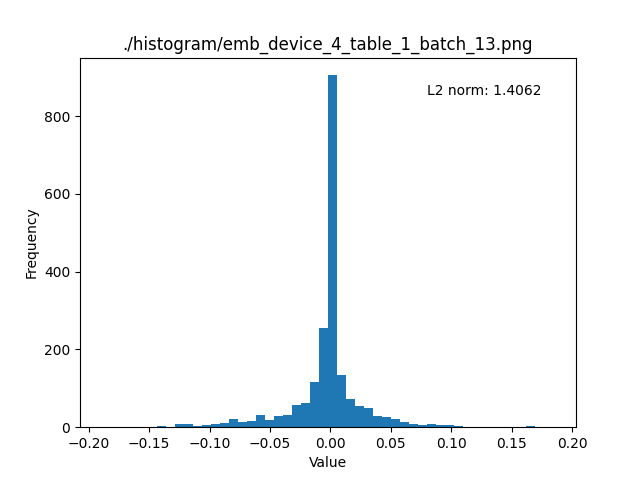 ./histogram/emb_device_4_table_1_batch_13.png
L2 norm: 1.4062
800
600
400
200
0
Frequency
−0.20 −0.15 −0.10 −0.05 0.00 0.05 0.10 0.15 0.20
Value